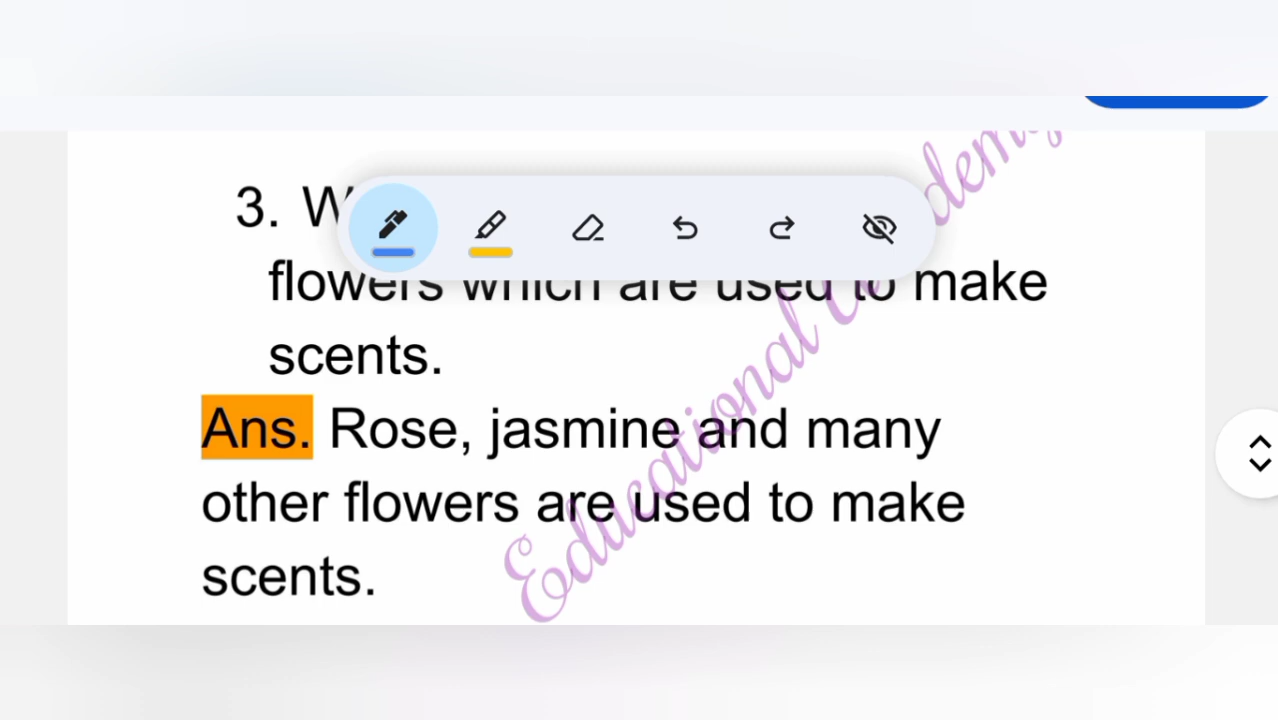 3.
flowers which are used to make
scents.
Ans. Rose, jasmine and many
other flowers are used to make
scents.
Educational Academy